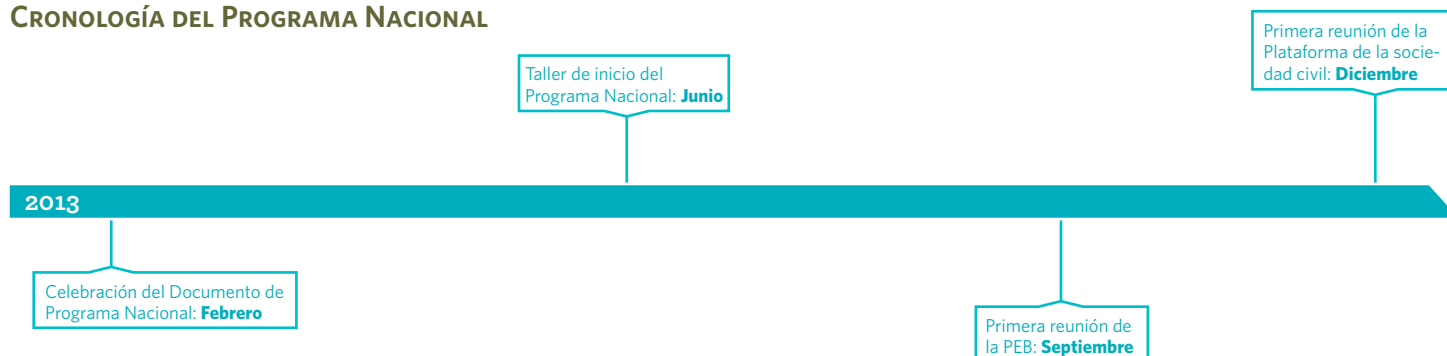 CRONOLOGÍA DEL PROGRAMA NACIONAL
Primera reunión de la
Plataforma de la socie-
dad civil: Diciembre
Taller de inicio del
Programa Nacional: Junio
2013
Celebración del Documento de
Programa Nacional: Febrero
Primera reunión de
la PEB: Septiembre